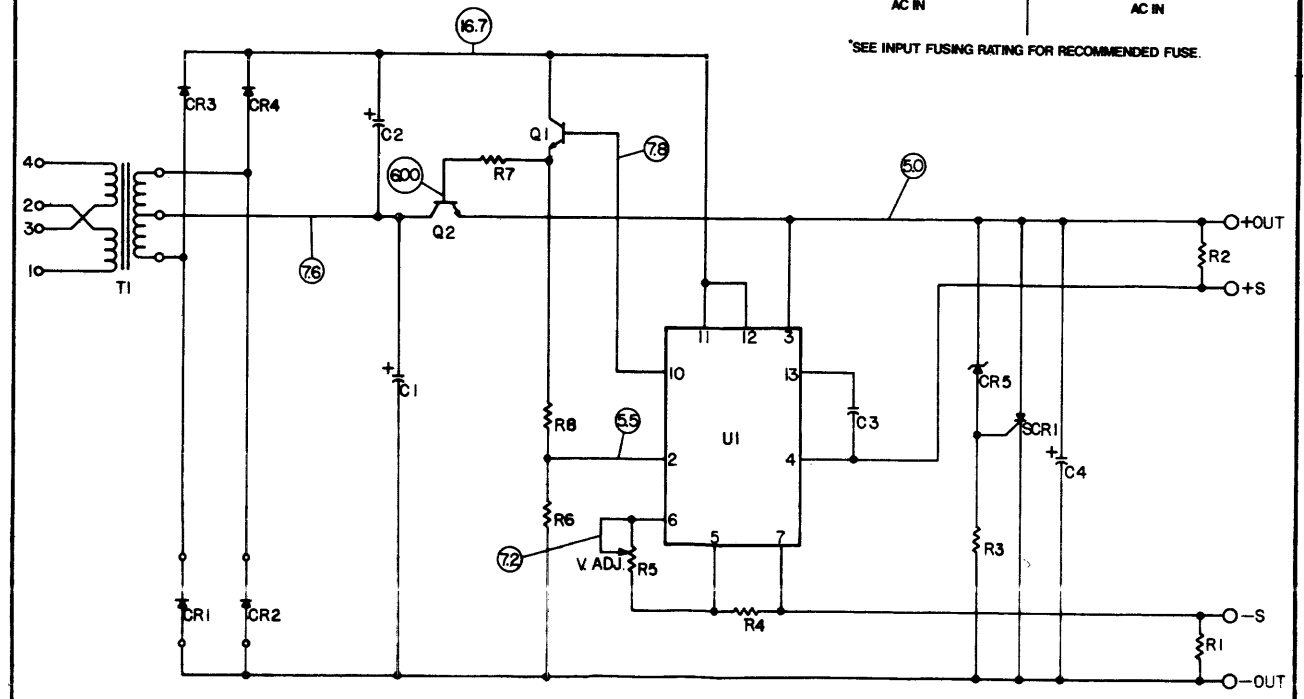 AC IN
AC IN
*SEE INPUT FUSING RATING FOR RECOMMENDED FUSE.
16.7
CR3
CR4
+
C2
Q1
7.8
4
2
3
1
T1
6.00
R7
Q2
7.6
5.0
+OUT
R2
+S
11
12
3
10
13
+
C1
CR5
R8
5.5
U1
C3
SCR1
2
4
+
C4
R6
6
5
7
7.2
V. ADJ.
R5
R3
CR1
CR2
R4
-S
R1
-OUT